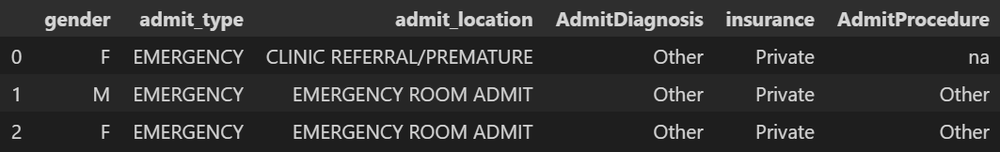 gender admit_type admit_location AdmitDiagnosis insurance AdmitProcedure
0 F EMERGENCY CLINIC REFERRAL/PREMATURE Other Private na
1 M EMERGENCY EMERGENCY ROOM ADMIT Other Private Other
2 F EMERGENCY EMERGENCY ROOM ADMIT Other Private Other